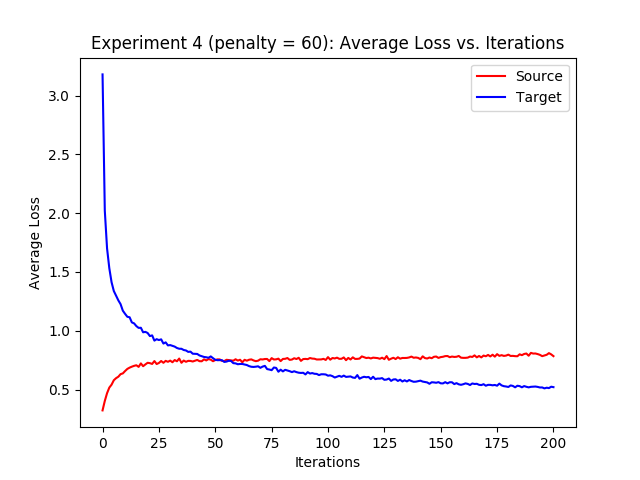 Experiment 4 (penalty = 60): Average Loss vs. Iterations
Source
Target
Average Loss
3.0
2.5
2.0
1.5
1.0
0.5
0 25 50 75 100 125 150 175 200
Iterations